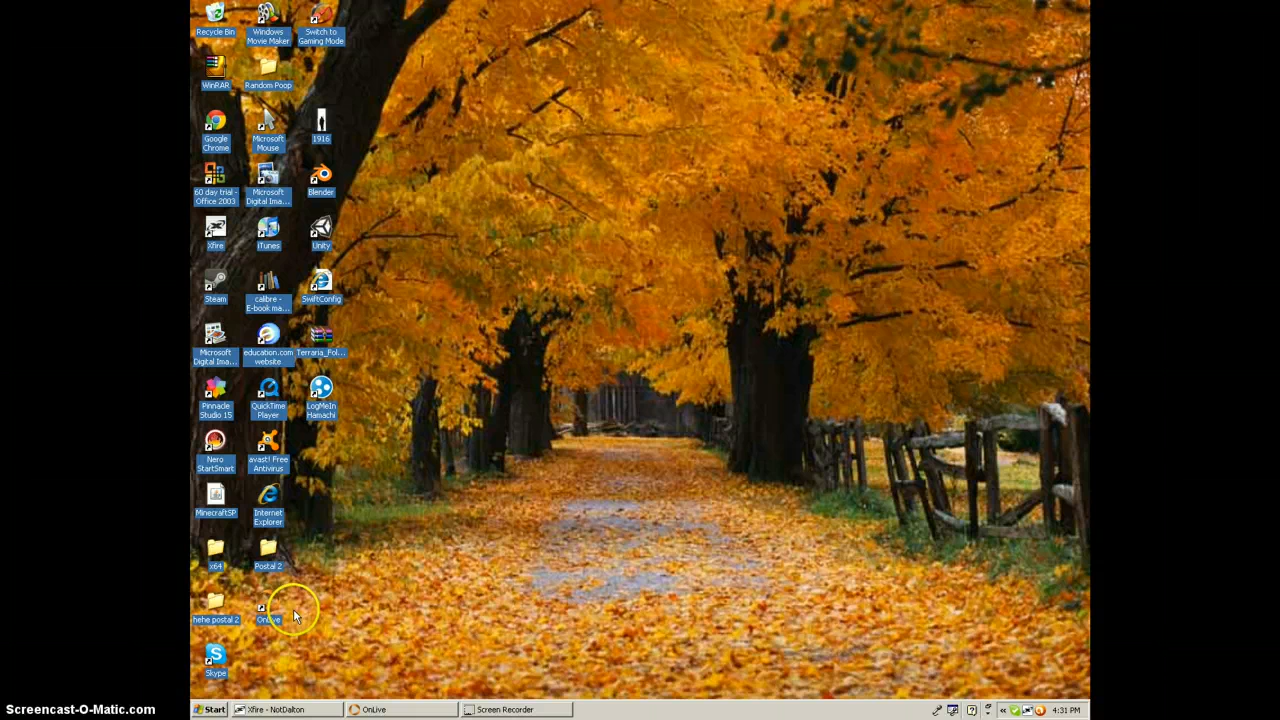 Recycle Bin
Windows
Movie Maker
Switch to
Gaming Mode
WinRAR
Random Poop
Google
Chrome
Microsoft
Mouse
1916
60 day trial -
Office 2003
Microsoft
Digital Ima...
Blender
Xfire
iTunes
Unity
Steam
calibre -
E-book ma...
SwiftConfig
Microsoft
Digital Ima...
education.com
website
Terraria_Fol...
Pinnacle
Studio 15
QuickTime
Player
LogMeIn
Hamachi
Nero
StartSmart
avast! Free
Antivirus
MinecraftSP
Internet
Explorer
x64
Postal 2
hehe postal 2
OnLive
Skype
Start
Xfire - NotDalton
OnLive
Screen Recorder
4:31 PM
Screencast-O-Matic.com